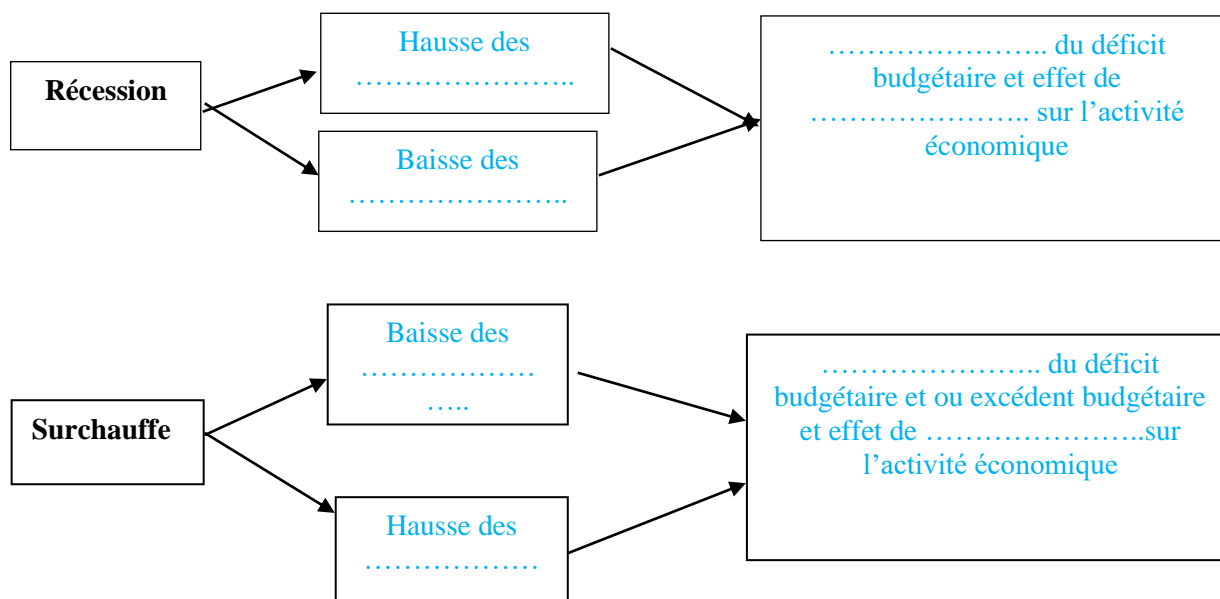 Récession
Hausse des
…………………..
Baisse des
…………………..
………………….. du déficit
budgétaire et effet de
………………….. sur l’activité
économique
Surchauffe
Baisse des
………………
…..
Hausse des
………………
………………….. du déficit
budgétaire et ou excédent budgétaire
et effet de …………………..sur
l’activité économique